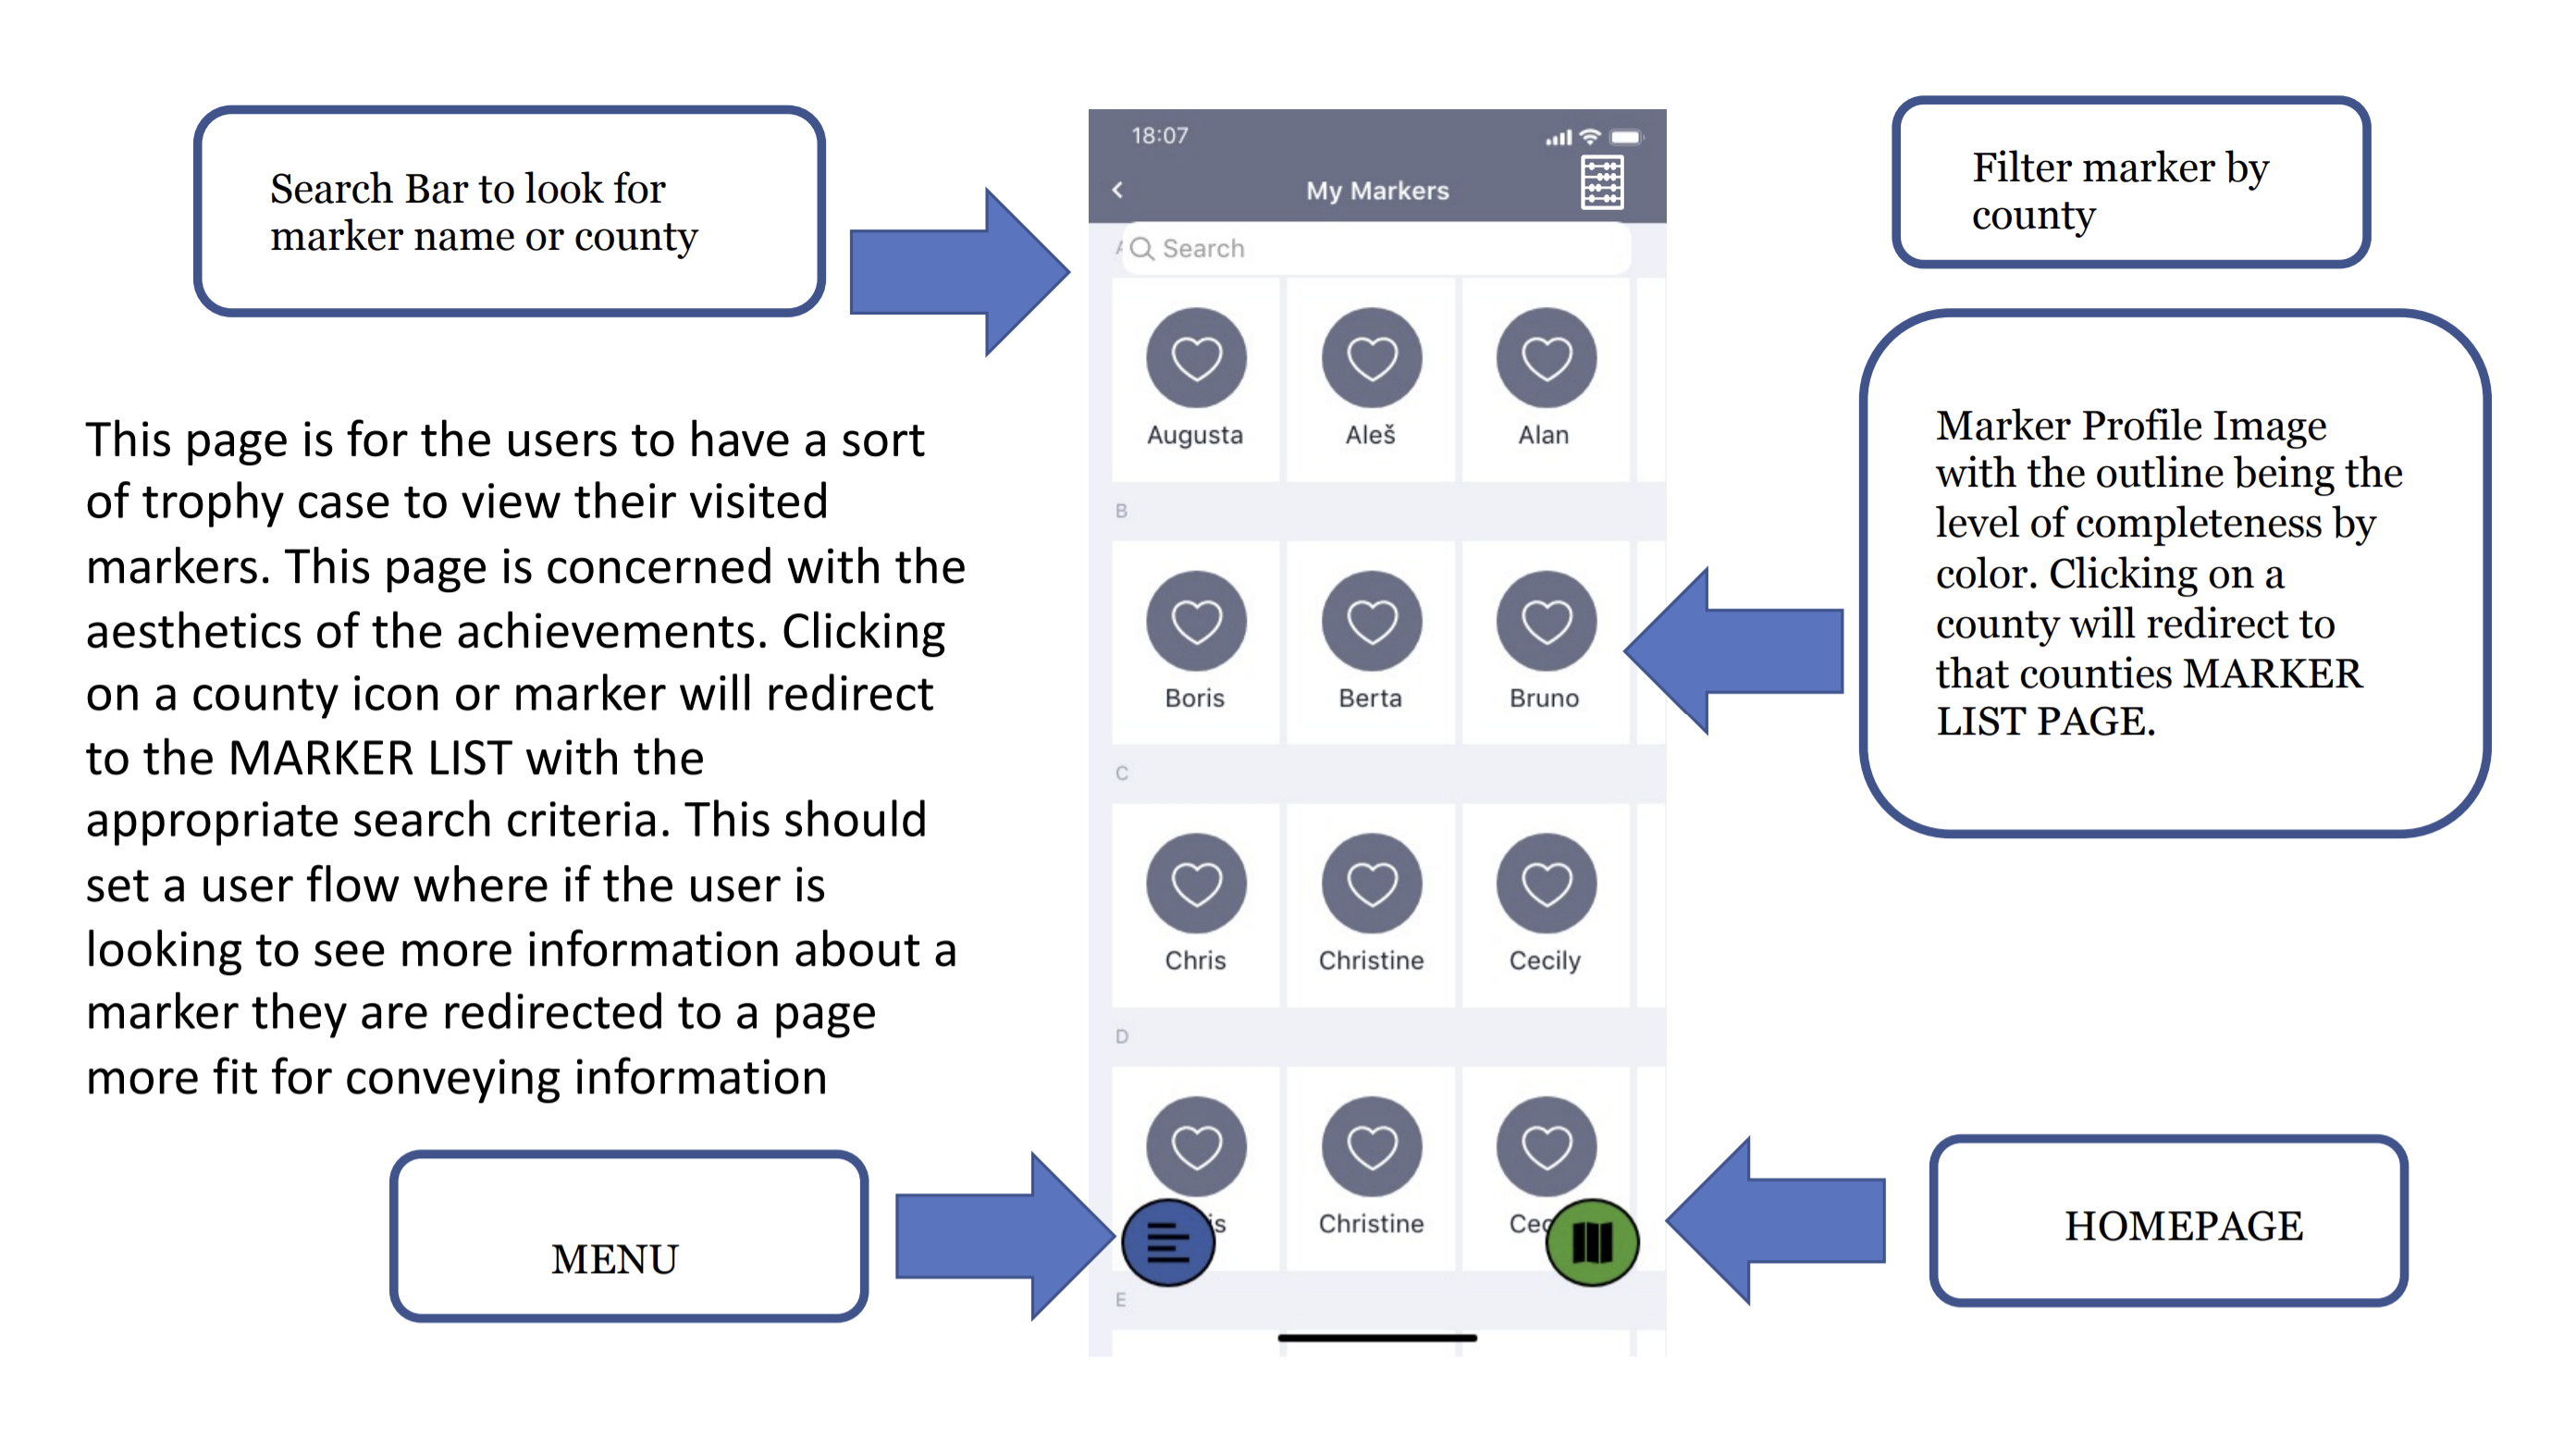 Search Bar to look for
marker name or county
This page is for the users to have a sort
of trophy case to view their visited
markers. This page is concerned with the
aesthetics of the achievements. Clicking
on a county icon or marker will redirect
to the MARKER LIST with the
appropriate search criteria. This should
set a user flow where if the user is
looking to see more information about a
marker they are redirected to a page
more fit for conveying information
MENU
18:07
My Markers
A
Search
Augusta Aleš Alan
B
Boris Berta Bruno
C
Chris Christine Cecily
D
is Christine Cec
E
Filter marker by
county
Marker Profile Image
with the outline being the
level of completeness by
color. Clicking on a
county will redirect to
that counties MARKER
LIST PAGE.
HOMEPAGE